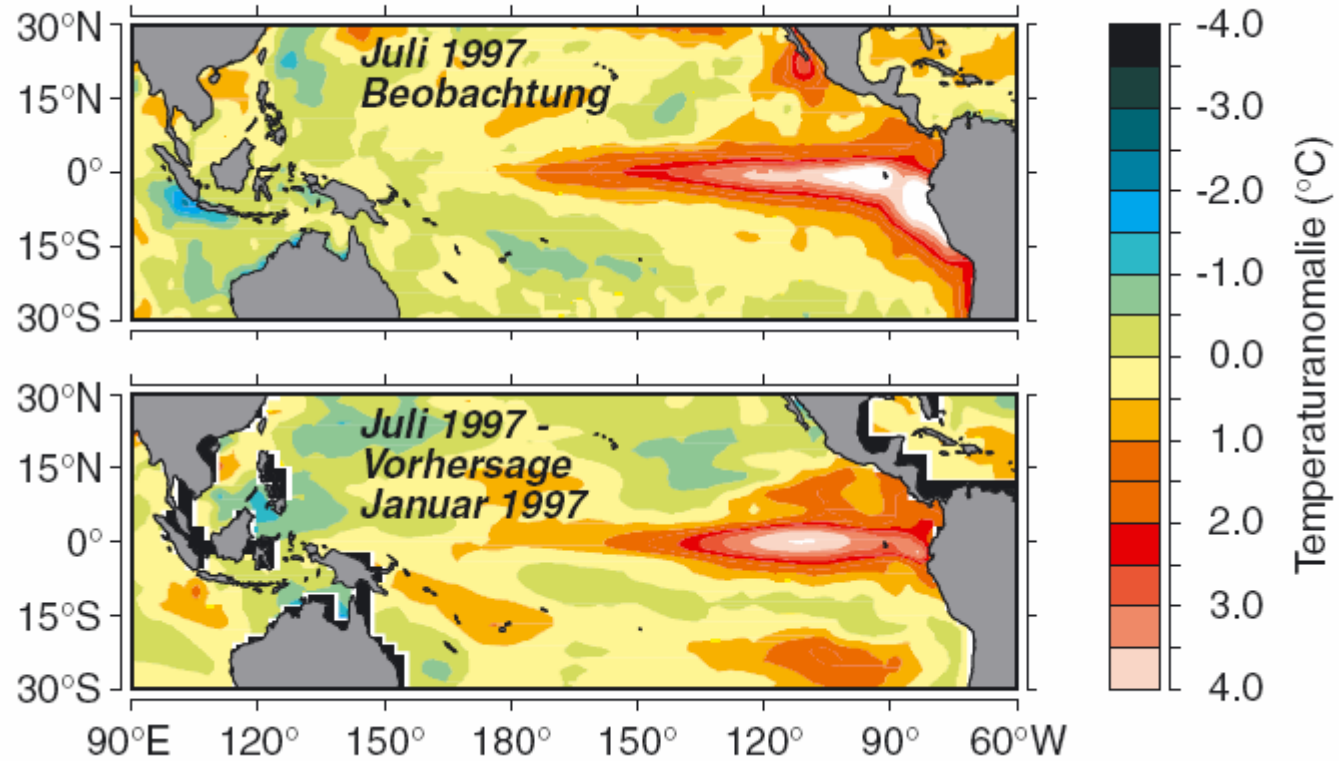 30°N
15°N
0°
15°S
30°S
Juli 1997
Beobachtung
30°N
15°N
0°
15°S
30°S
Juli 1997 -
Vorhersage
Januar 1997
90°E 120° 150° 180° 150° 120° 90° 60°W
-4.0
-3.0
-2.0
-1.0
0.0
1.0
2.0
3.0
4.0
Temperaturanomalie (°C)